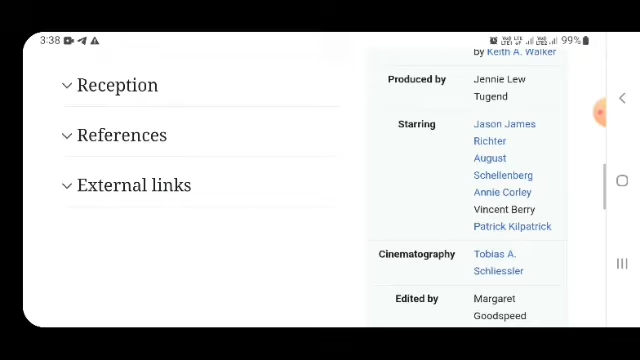 3:38
99%
Reception
References
External links
by Keith A. Walker
Produced by
Jennie Lew
Tugend
Starring
Jason James
Richter
August
Schellenberg
Annie Corley
Vincent Berry
Patrick Kilpatrick
Cinematography
Tobias A.
Schliessler
Edited by
Margaret
Goodspeed